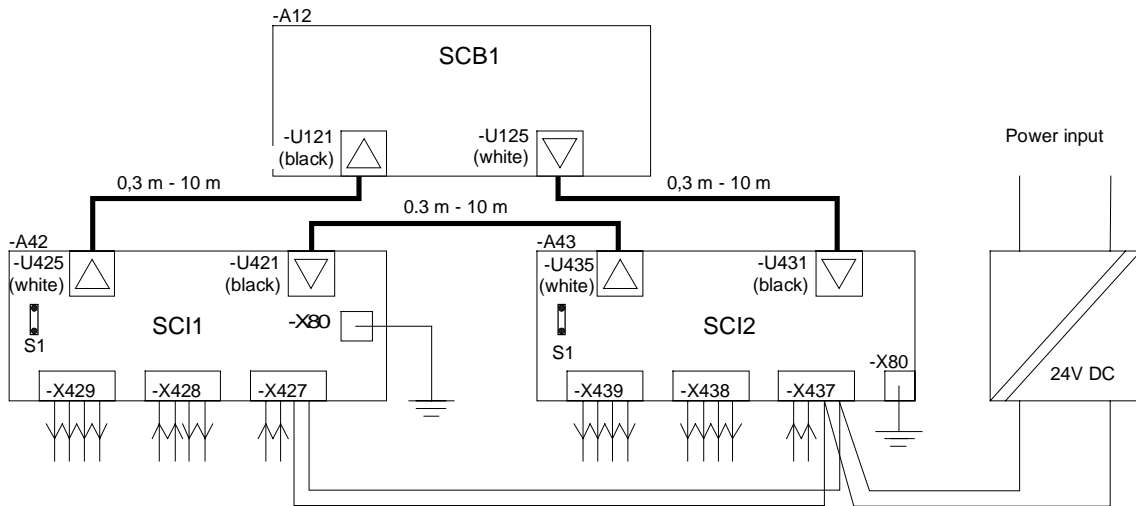 -A12
SCB1
-U121
(black)
-U125
(white)
Power input
0,3 m - 10 m
0.3 m - 10 m
0,3 m - 10 m
-A42
-U425
(white)
-U421
(black)
-A43
-U435
(white)
-U431
(black)
S1
SCI1
-X80
S1
SCI2
-X80
24V DC
-X429
-X428
-X427
-X439
-X438
-X437